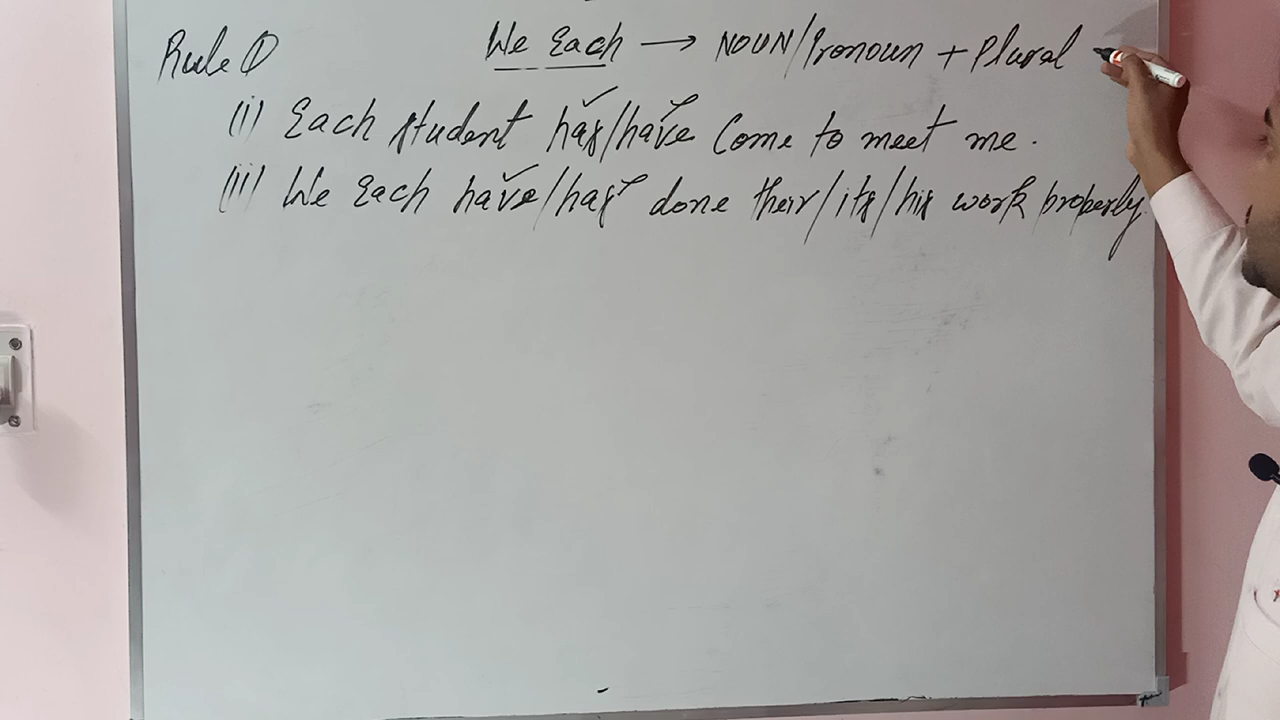 Rule ① We Each → NOUN/Pronoun + Plural
(i) Each student has/have Come to meet me.
(ii) We Each have/has done their/its/his work properly.